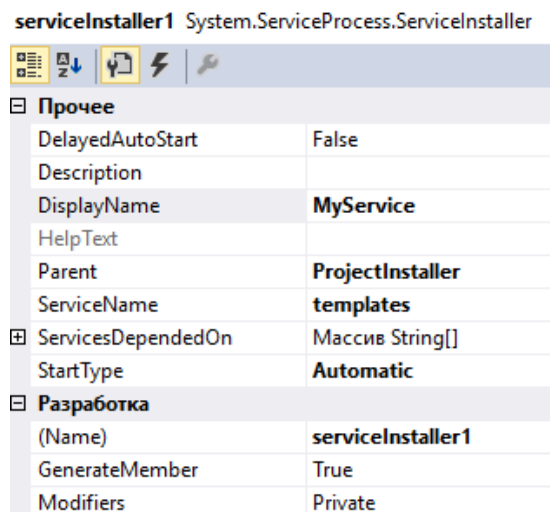 serviceInstaller1 System.ServiceProcess.ServiceInstaller
Прочее
DelayedAutoStart False
Description
DisplayName MyService
HelpText
Parent ProjectInstaller
ServiceName templates
ServicesDependedOn Массив String[]
StartType Automatic
Разработка
(Name) serviceInstaller1
GenerateMember True
Modifiers Private